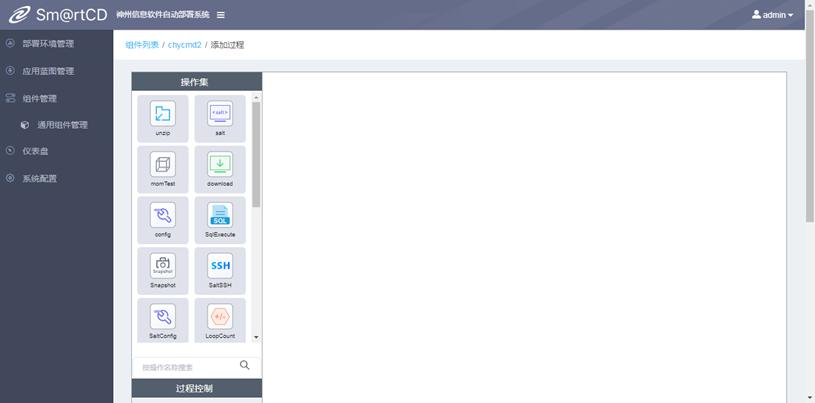 Sm@rtCD 神州信息软件自动部署系统 admin
部署环境管理
应用蓝图管理
组件管理
通用组件管理
仪表盘
系统配置
组件列表 / chycmd2 / 添加过程
操作集
unzip
<salt>
salt
momTest
download
config
SQL
SqlExecute
Snapshot
Snapshot
SSH
SaltSSH
SaltConfig
</>
LoopCount
按操作名称搜索
过程控制